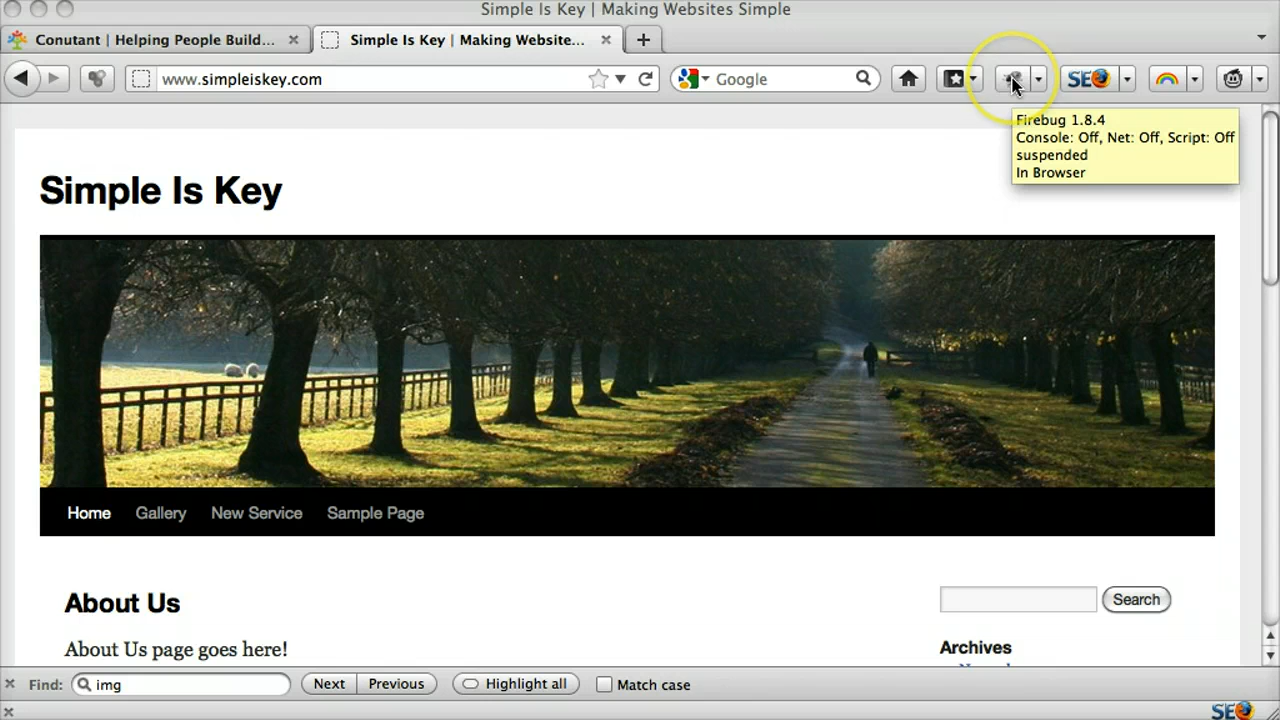 Simple Is Key | Making Websites Simple
Conutant | Helping People Build...
Simple Is Key | Making Website...
www.simpleiskey.com
Google
SEO
Firebug 1.8.4
Console: Off, Net: Off, Script: Off
suspended
In Browser
Simple Is Key
Home Gallery New Service Sample Page
About Us
Search
About Us page goes here!
Archives
Find: img Next Previous Highlight all Match case
SEO